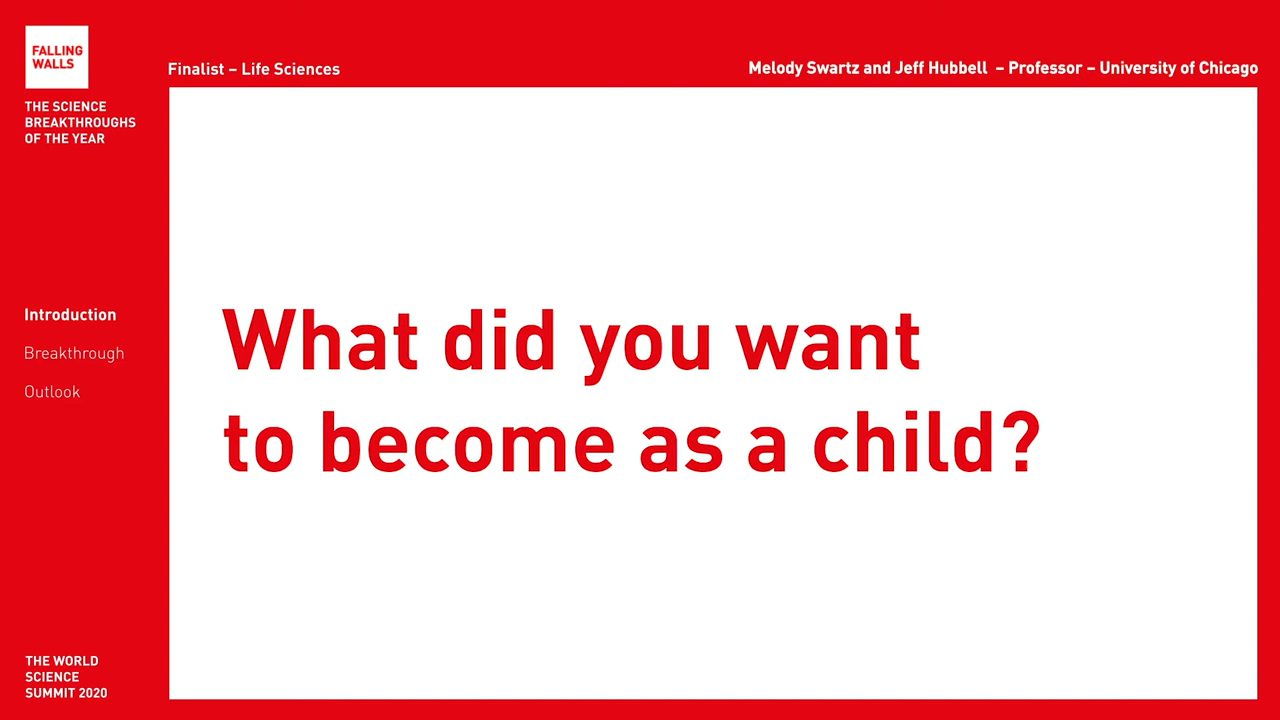 FALLING
WALLS
THE SCIENCE
BREAKTHROUGHS
OF THE YEAR
Finalist – Life Sciences
Melody Swartz and Jeff Hubbell – Professor – University of Chicago
Introduction
Breakthrough
Outlook
What did you want
to become as a child?
THE WORLD
SCIENCE
SUMMIT 2020